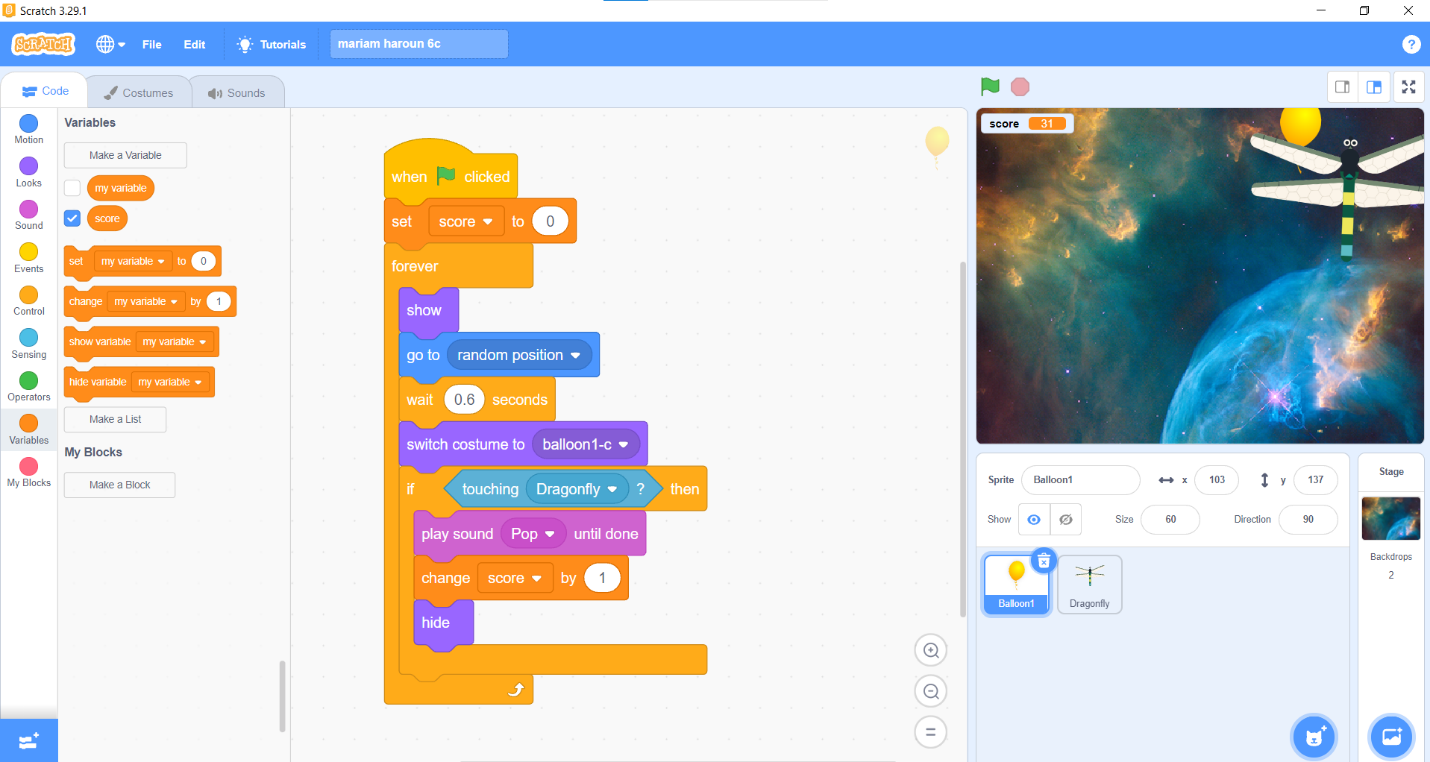 Scratch 3.29.1
SCRATCH
File
Edit
Tutorials
mariam haroun 6c
?
Code
Costumes
Sounds
Motion
Looks
Sound
Events
Control
Sensing
Operators
Variables
My Blocks
Variables
Make a Variable
my variable
score
set my variable to 0
change my variable by 1
show variable my variable
hide variable my variable
Make a List
My Blocks
Make a Block
when clicked
set score to 0
forever
show
go to random position
wait 0.6 seconds
switch costume to balloon1-c
if touching Dragonfly ? then
play sound Pop until done
change score by 1
hide
score 31
Sprite Balloon1 x 103 y 137
Show Size 60 Direction 90
Balloon1
Dragonfly
Stage
Backdrops
2